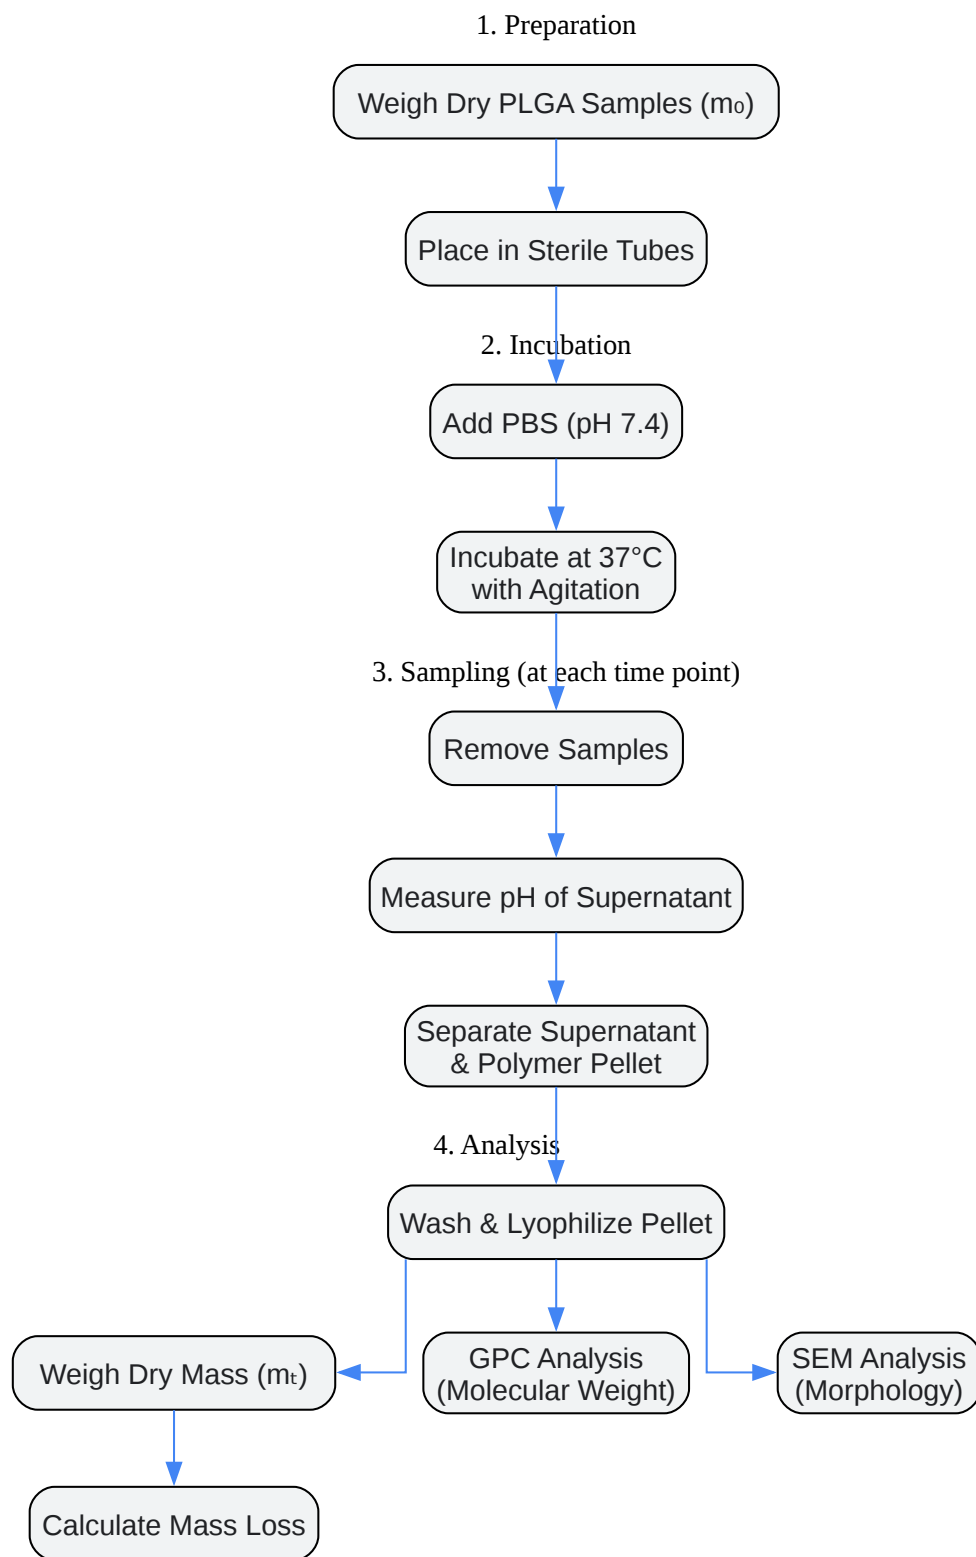 1. Preparation
Weigh Dry PLGA Samples (m₀)
Place in Sterile Tubes
2. Incubation
Add PBS (pH 7.4)
Incubate at 37°C
with Agitation
3. Sampling (at each time point)
Remove Samples
Measure pH of Supernatant
Separate Supernatant
& Polymer Pellet
4. Analysis
Wash & Lyophilize Pellet
Weigh Dry Mass (mₜ)
GPC Analysis
(Molecular Weight)
SEM Analysis
(Morphology)
Calculate Mass Loss